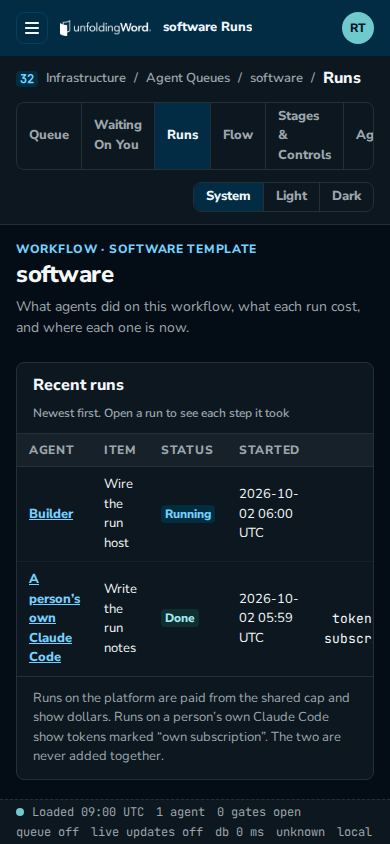 unfoldingWord. software Runs RT
32 Infrastructure / Agent Queues / software / Runs
Queue
Waiting
On You
Runs
Flow
Stages
&
Controls
System Light Dark
WORKFLOW · SOFTWARE TEMPLATE
software
What agents did on this workflow, what each run cost,
and where each one is now.
Recent runs
Newest first. Open a run to see each step it took
AGENT ITEM STATUS STARTED
Builder
Wire
the
run
host
Running
2026-10-
02 06:00
UTC
A
person's
own
Claude
Code
Write
the
run
notes
Done
2026-10-
02 05:59
UTC
token
subscr
Runs on the platform are paid from the shared cap and
show dollars. Runs on a person's own Claude Code
show tokens marked “own subscription”. The two are
never added together.
Loaded 09:00 UTC 1 agent 0 gates open
queue off live updates off db 0 ms unknown local